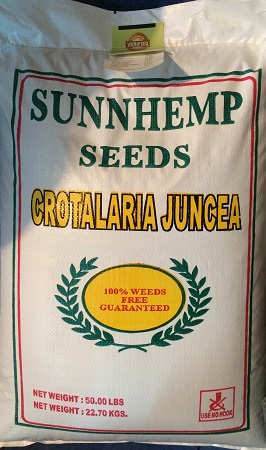 VERIFIED
SUNNHEMP
SEEDS
CROTALARIA JUNCEA
100% WEEDS
FREE
GUARANTEED
NET WEIGHT : 50.00 LBS
NET WEIGHT : 22.70 KGS.
USE NO HOOK